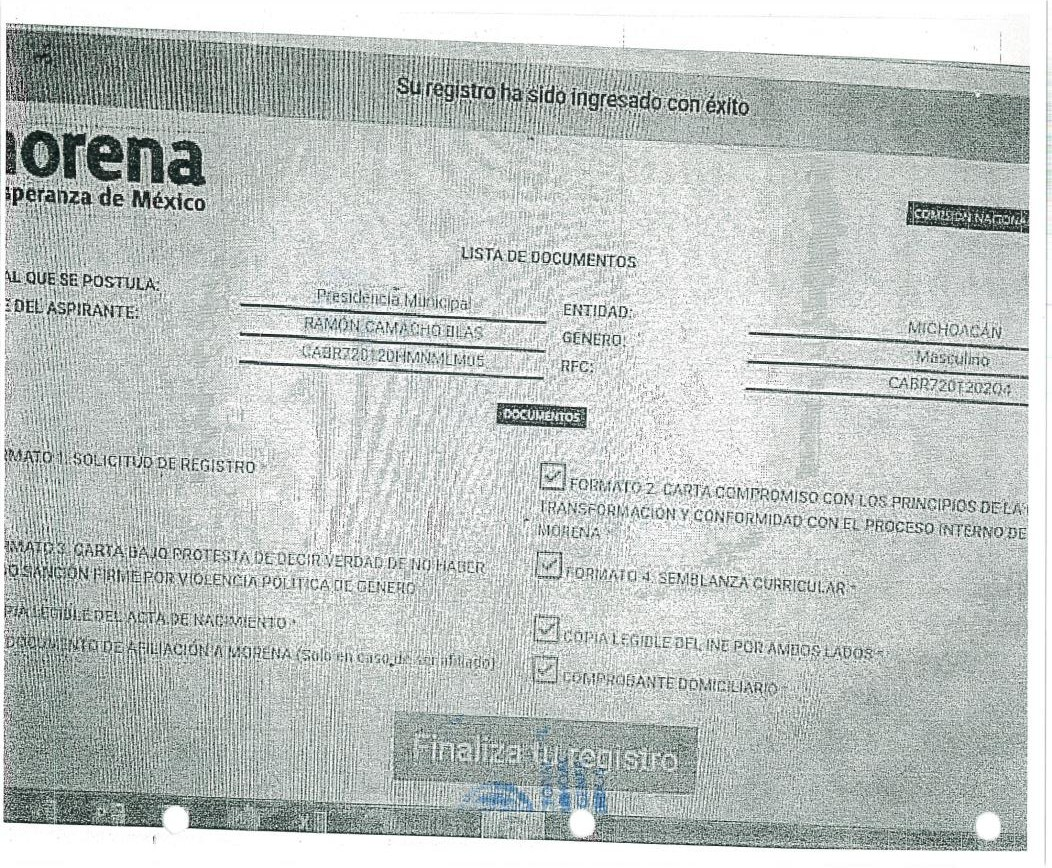 Su registro ha sido ingresado con éxito
orena
peranza de México
COMISIÓN NACIONA
LISTA DE DOCUMENTOS
AL QUE SE POSTULA:
Presidencia Municipal
ENTIDAD:
MICHOACÁN
E DEL ASPIRANTE:
RAMÓN CAMACHO BLAS
GÉNERO:
Masculino
CABR720120HMNMLM05
RFC:
CABR7201202Q4
DOCUMENTOS
RMATO 1. SOLICITUD DE REGISTRO *
FORMATO 2. CARTA COMPROMISO CON LOS PRINCIPIOS DE LA
TRANSFORMACIÓN Y CONFORMIDAD CON EL PROCESO INTERNO DE
MORENA *
RMATO 3. CARTA BAJO PROTESTA DE DECIR VERDAD DE NO HABER
O SANCIÓN FIRME POR VIOLENCIA POLÍTICA DE GÉNERO
FORMATO 4. SEMBLANZA CURRICULAR *
PIA LEGIBLE DEL ACTA DE NACIMIENTO *
COPIA LEGIBLE DEL INE POR AMBOS LADOS *
DOCUMENTO DE AFILIACIÓN A MORENA (Solo en caso de ser afiliado)
COMPROBANTE DOMICILIARIO *
Finaliza tu registro